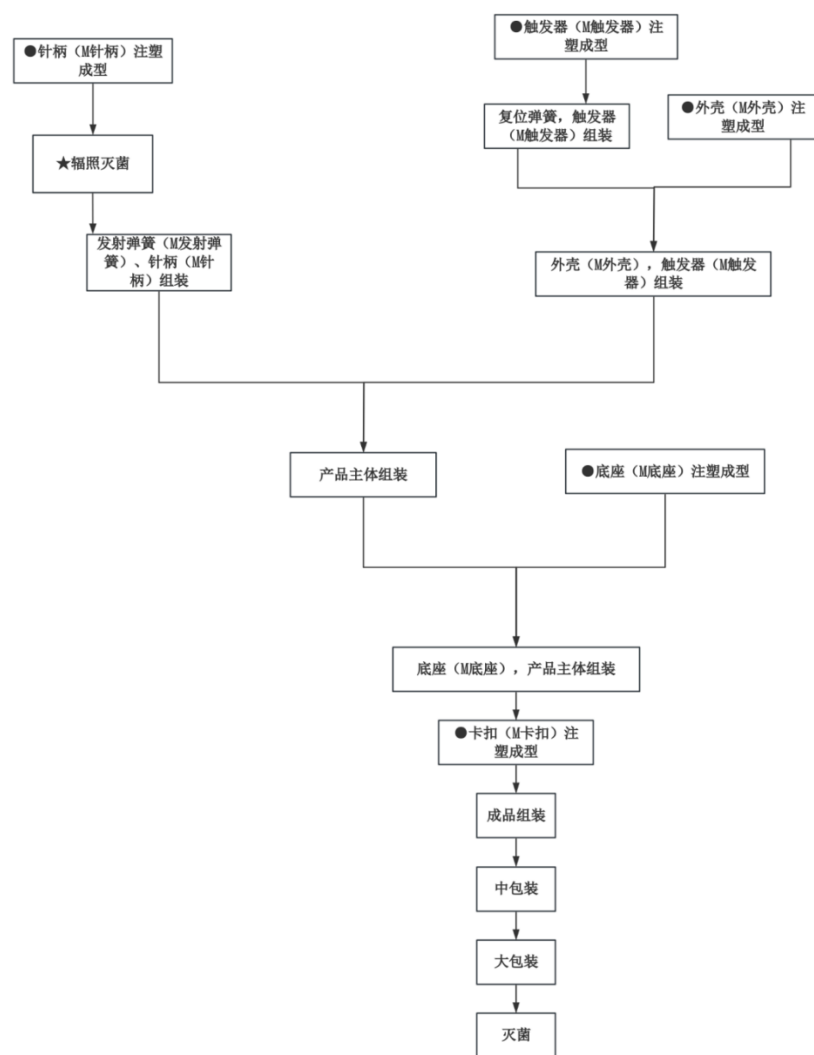 ●触发器（M触发器）注
塑成型
●针柄（M针柄）注塑
成型
复位弹簧，触发器
（M触发器）组装
●外壳（M外壳）注
塑成型
★辐照灭菌
发射弹簧（M发射弹
簧）、针柄（M针
柄）组装
外壳（M外壳），触发器（M触发
器）组装
产品主体组装
●底座（M底座）注塑成型
底座（M底座），产品主体组装
●卡扣（M卡扣）注
塑成型
成品组装
中包装
大包装
灭菌